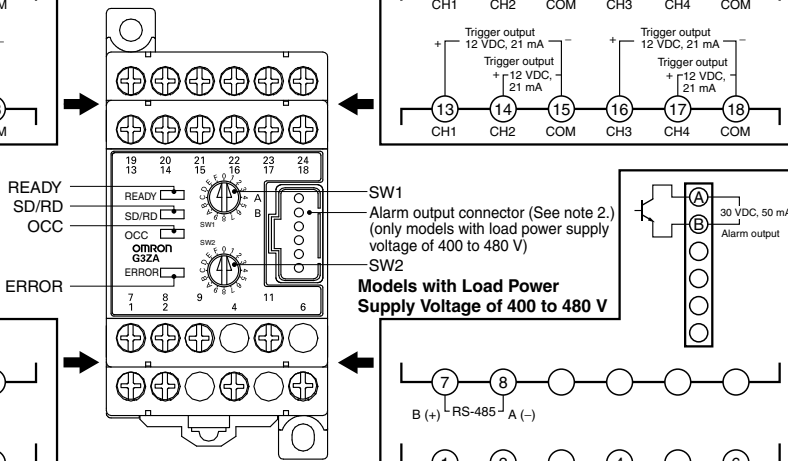 M
CH1 CH2 COM CH3 CH4 COM
Trigger output
12 VDC, 21 mA
+ –
Trigger output
+ 12 VDC,
21 mA
Trigger output
12 VDC, 21 mA
+ –
Trigger output
+ 12 VDC,
21 mA
13 14 15 16 17 18
CH1 CH2 COM CH3 CH4 COM
M
19 20 21 22 23 24
13 14 15 16 17 18
READY
SD/RD
OCC
ERROR
READY
SD/RD
OCC
OMRON
G3ZA
ERROR
SW1
SW2
A
B
7 8 9 11
1 2 4 6
SW1
Alarm output connector (See note 2.)
(only models with load power supply
voltage of 400 to 480 V)
SW2
Models with Load Power
Supply Voltage of 400 to 480 V
A
B
30 VDC, 50 mA
Alarm output
7 8
B (+) RS-485 A (–)